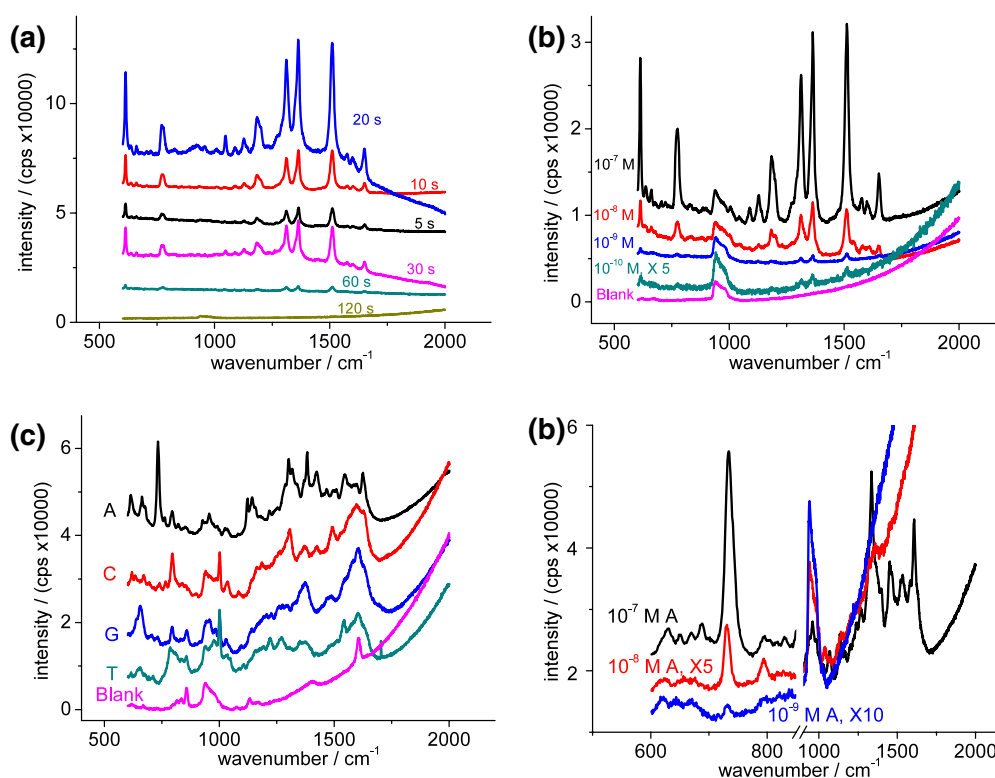 (a)
intensity / (cps x10000)
10
5
0
20 s
10 s
5 s
30 s
60 s
120 s
500 1000 1500 2000
wavenumber / cm-1
(b)
intensity / (cps x10000)
3
2
1
0
10-7 M
10-8 M
10-9 M
10-10 M, X 5
Blank
500 1000 1500 2000
wavenumber / cm-1
(c)
intensity / (cps x10000)
6
4
2
0
A
C
G
T
Blank
500 1000 1500 2000
wavenumber / cm-1
(b)
intensity / (cps x10000)
6
4
2
10-7 M A
10-8 M A, X5
10-9 M A, X10
600 800 1000 1500 2000
wavenumber / cm-1